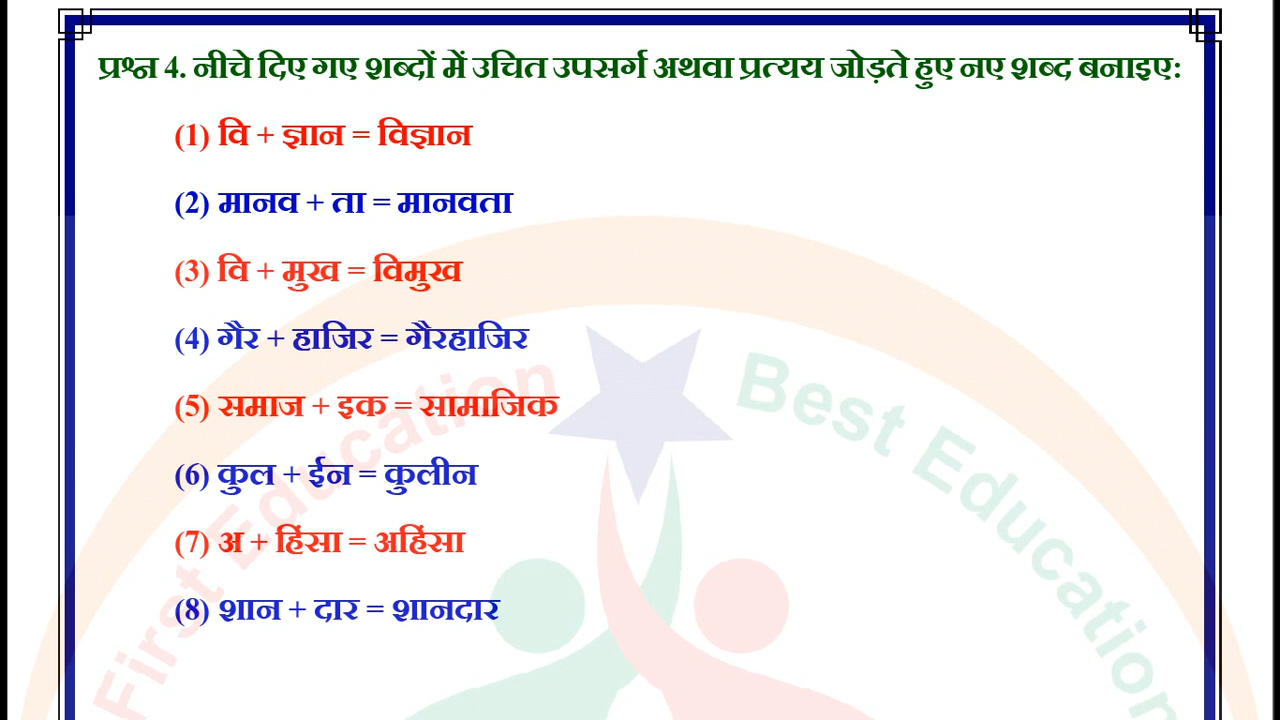 प्रश्न 4. नीचे दिए गए शब्दों में उचित उपसर्ग अथवा प्रत्यय जोड़ते हुए नए शब्द बनाइए:
(1) वि + ज्ञान = विज्ञान
(2) मानव + ता = मानवता
(3) वि + मुख = विमुख
(4) गैर + हाजिर = गैरहाजिर
(5) समाज + इक = सामाजिक
(6) कुल + ईन = कुलीन
(7) अ + हिंसा = अहिंसा
(8) शान + दार = शानदार
First Education
Best Education